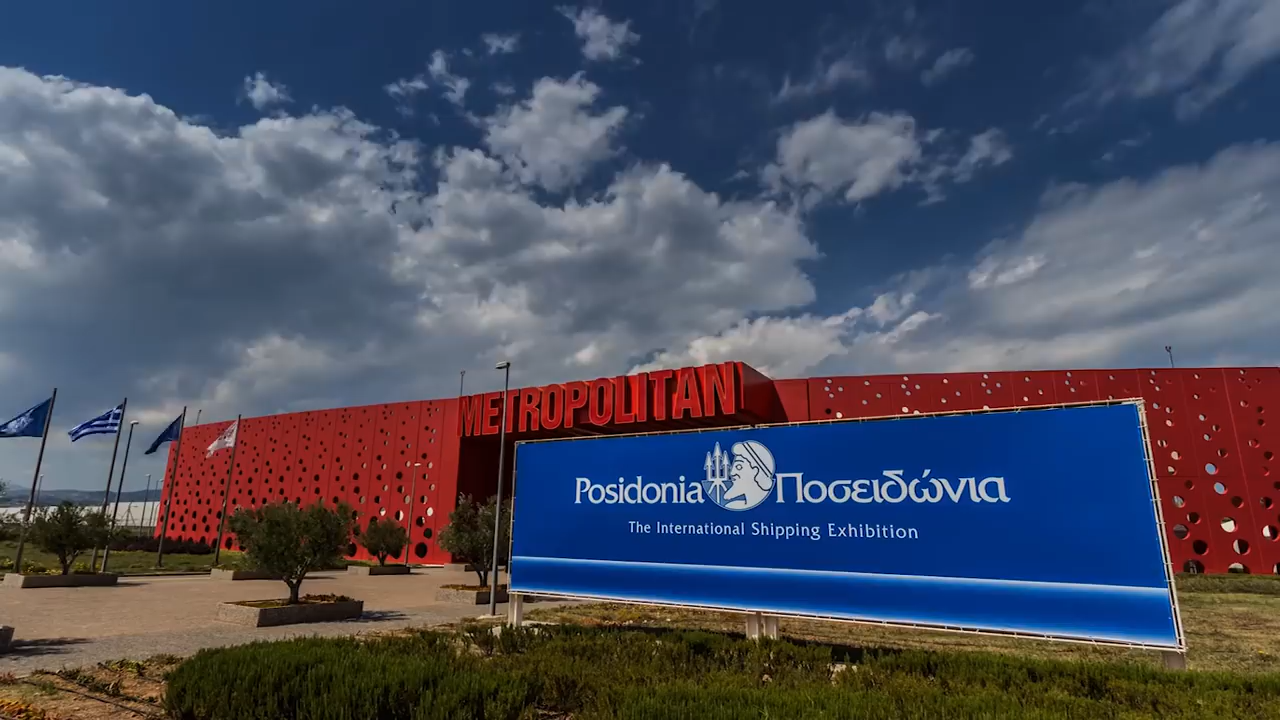 METROPOLITAN
Posidonia Ποσειδώνια
The International Shipping Exhibition